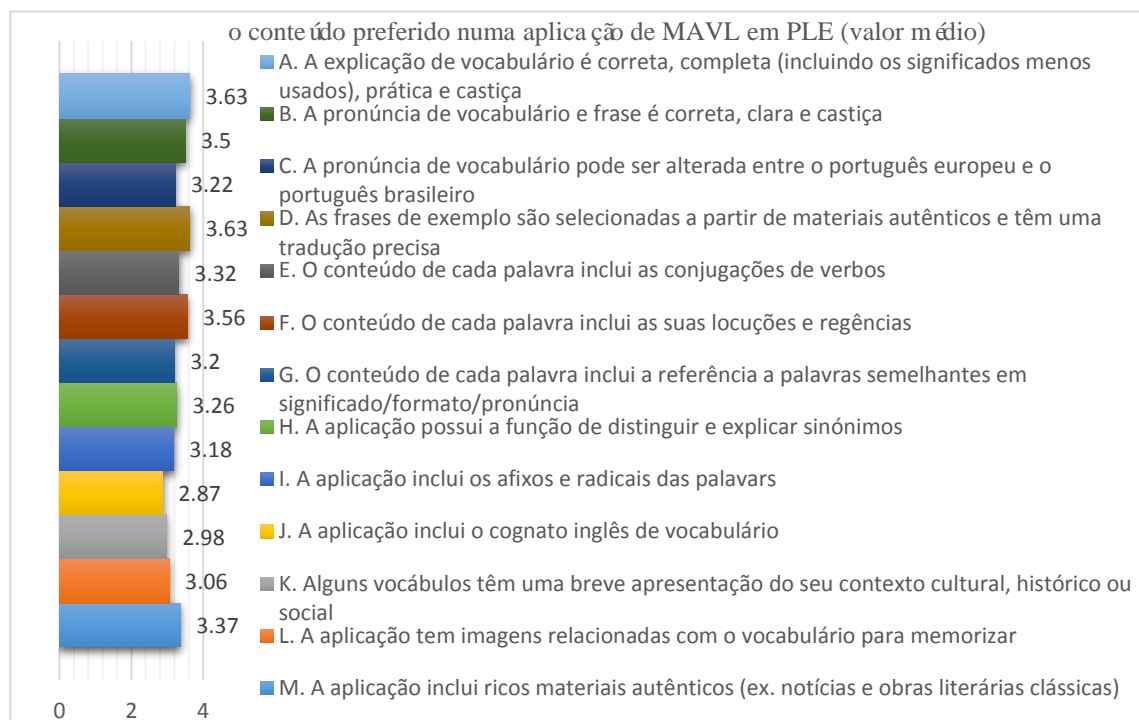 o conteúdo preferido numa aplicação de MAVL em PLE (valor médio)
A. A explicação de vocabulário é correta, completa (incluindo os significados menos
usados), prática e castiça
3.63
B. A pronúncia de vocabulário e frase é correta, clara e castiça
3.5
C. A pronúncia de vocabulário pode ser alterada entre o português europeu e o
português brasileiro
3.22
D. As frases de exemplo são selecionadas a partir de materiais autênticos e têm uma
tradução precisa
3.63
E. O conteúdo de cada palavra inclui as conjugações de verbos
3.32
F. O conteúdo de cada palavra inclui as suas locuções e regências
3.56
G. O conteúdo de cada palavra inclui a referência a palavras semelhantes em
significado/formato/pronúncia
3.2
H. A aplicação possui a função de distinguir e explicar sinónimos
3.26
I. A aplicação inclui os afixos e radicais das palavars
3.18
J. A aplicação inclui o cognato inglês de vocabulário
2.87
K. Alguns vocábulos têm uma breve apresentação do seu contexto cultural, histórico ou
social
2.98
L. A aplicação tem imagens relacionadas com o vocabulário para memorizar
3.06
M. A aplicação inclui ricos materiais autênticos (ex. notícias e obras literárias clássicas)
3.37
0 2 4